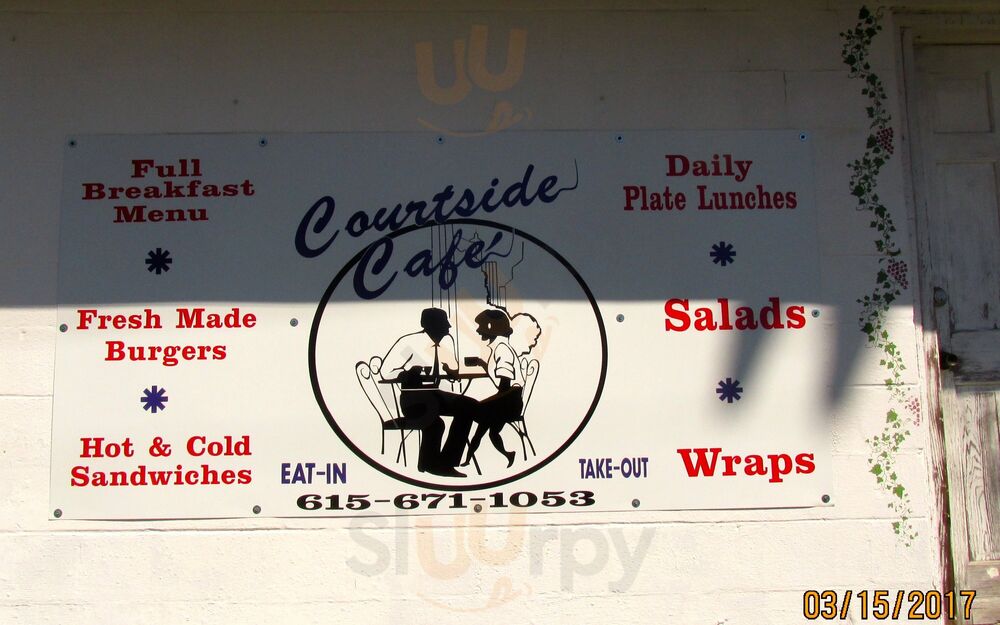 Full
Breakfast
Menu
Fresh Made
Burgers
Hot & Cold
Sandwiches
Courtside
Café
EAT-IN
TAKE-OUT
615-671-1053
Daily
Plate Lunches
Salads
Wraps
Sluurpy
03/15/2017